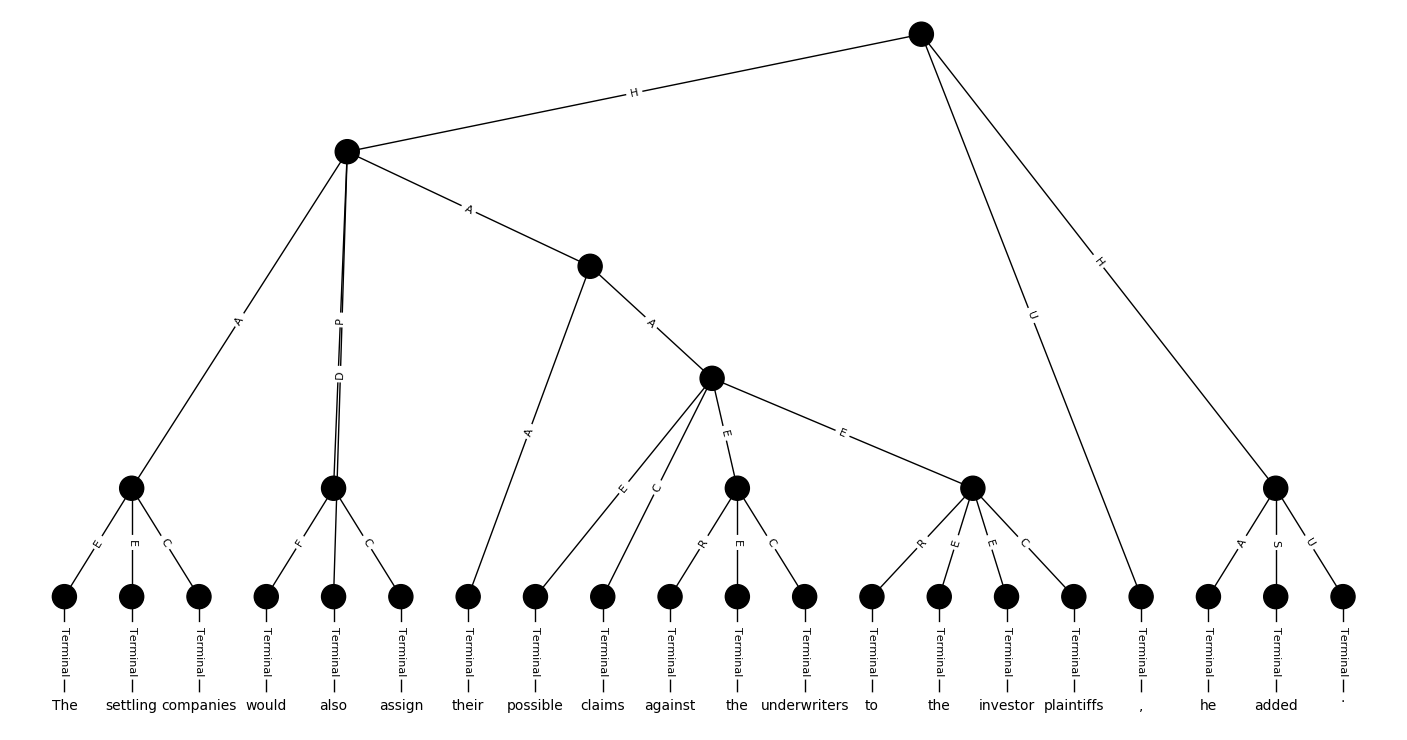 H
A
A
P
H
U
A
D
A
E
E
E
C
E
E
C
F
C
R
E
C
R
E
E
C
A
S
U
Terminal Terminal Terminal Terminal Terminal Terminal Terminal Terminal Terminal Terminal Terminal Terminal Terminal Terminal Terminal Terminal Terminal Terminal Terminal Terminal
The settling companies would also assign their possible claims against the underwriters to the investor plaintiffs , he added .